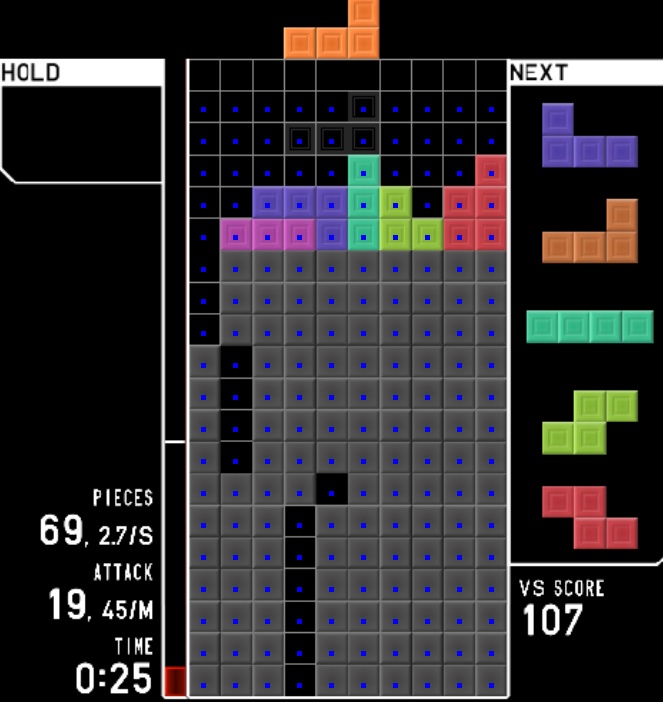 HOLD
NEXT
PIECES
69, 2.7/S
ATTACK
19, 45/M
TIME
0:25
VS SCORE
107